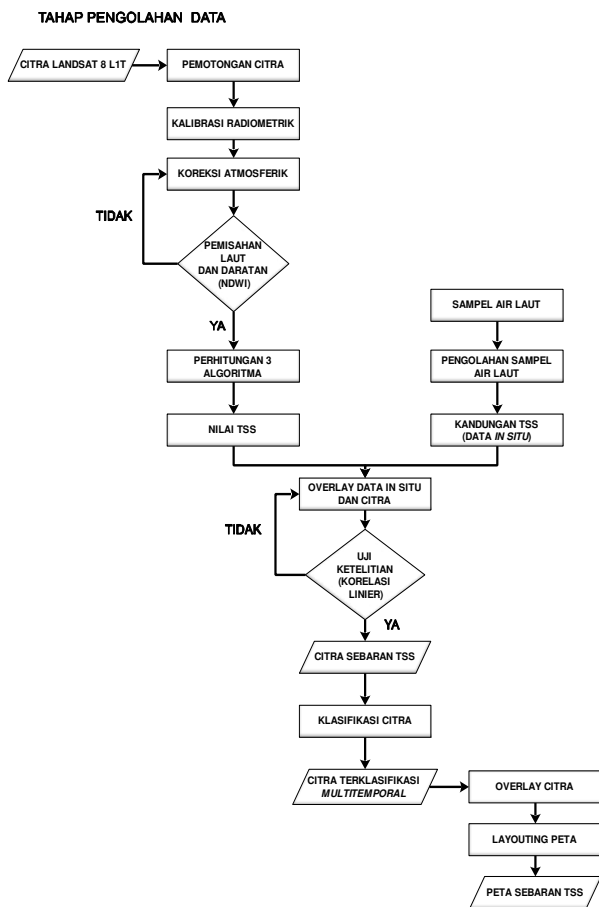 TAHAP PENGOLAHAN DATA
CITRA LANDSAT 8 L1T
PEMOTONGAN CITRA
KALIBRASI RADIOMETRIK
KOREKSI ATMOSFERIK
TIDAK
PEMISAHAN
LAUT
DAN DARATAN
(NDWI)
YA
PERHITUNGAN 3
ALGORITMA
NILAI TSS
SAMPEL AIR LAUT
PENGOLAHAN SAMPEL
AIR LAUT
KANDUNGAN TSS
(DATA IN SITU)
OVERLAY DATA IN SITU
DAN CITRA
TIDAK
UJI
KETELITIAN
(KORELASI
LINIER)
YA
CITRA SEBARAN TSS
KLASIFIKASI CITRA
CITRA TERKLASIFIKASI
MULTITEMPORAL
OVERLAY CITRA
LAYOUTING PETA
PETA SEBARAN TSS